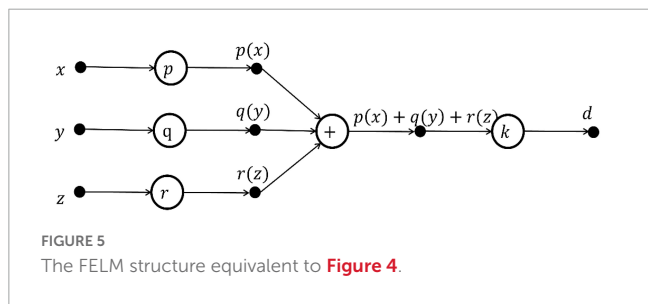 x p p(x)
y q q(y) + p(x) + q(y) + r(z) k d
z r r(z)
FIGURE 5
The FELM structure equivalent to Figure 4.